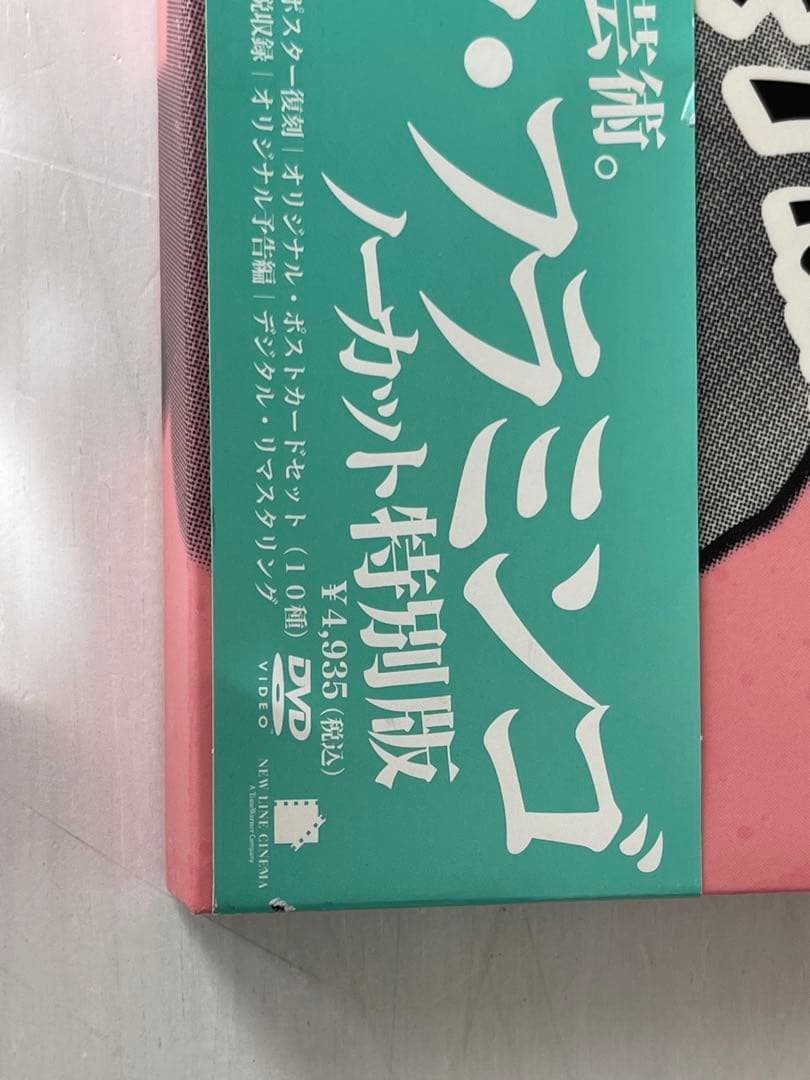 芸術。
・フラミンゴ
ノーカット特別版
¥4,935(税込)
ポスター復刻|オリジナル・ポストカードセット(10種)
説収録|オリジナル予告編|デジタル・リマスタリング
DVD
VIDEO
NEW LINE CINEMA
A TimeWarner Company